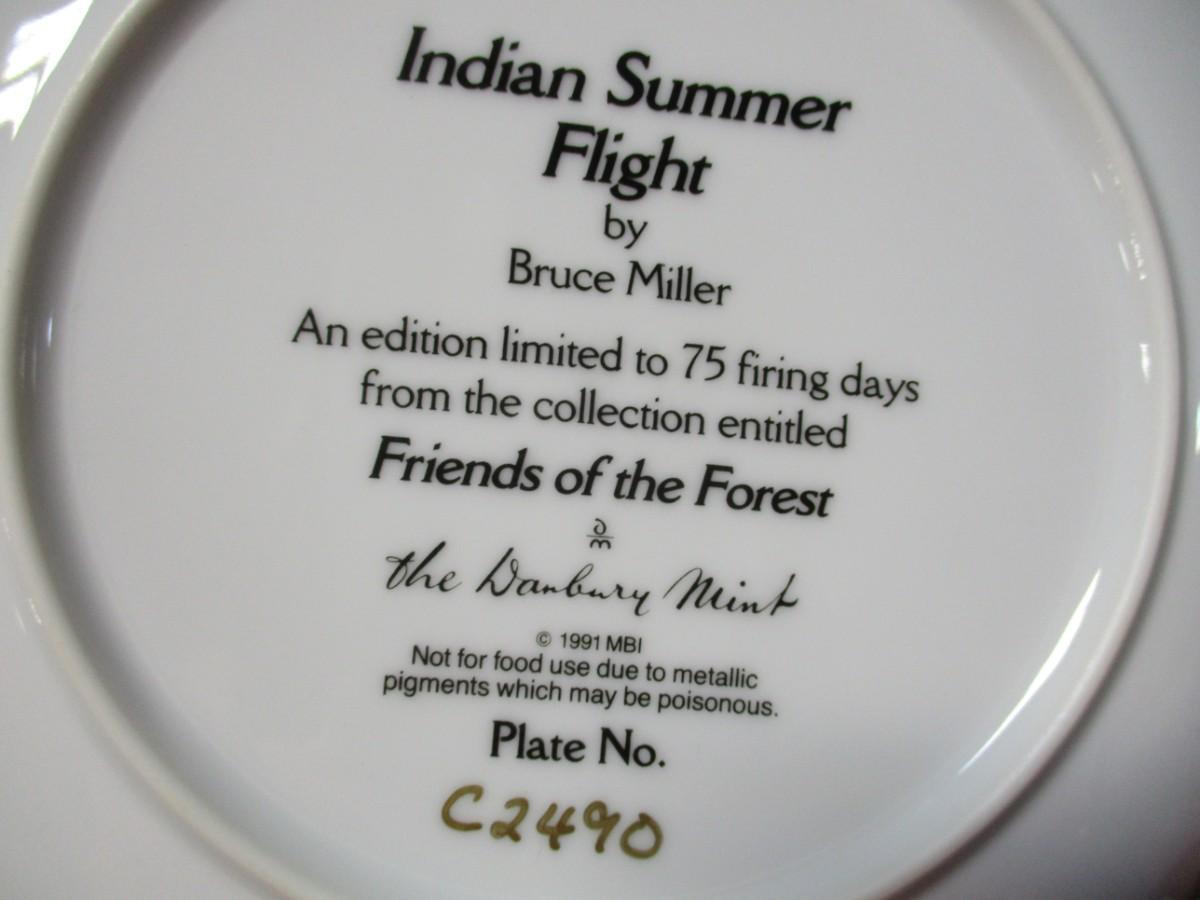 Indian Summer
Flight
by
Bruce Miller
An edition limited to 75 firing days
from the collection entitled
Friends of the Forest
dm
the Danbury Mint
© 1991 MBI
Not for food use due to metallic
pigments which may be poisonous.
Plate No.
C2490